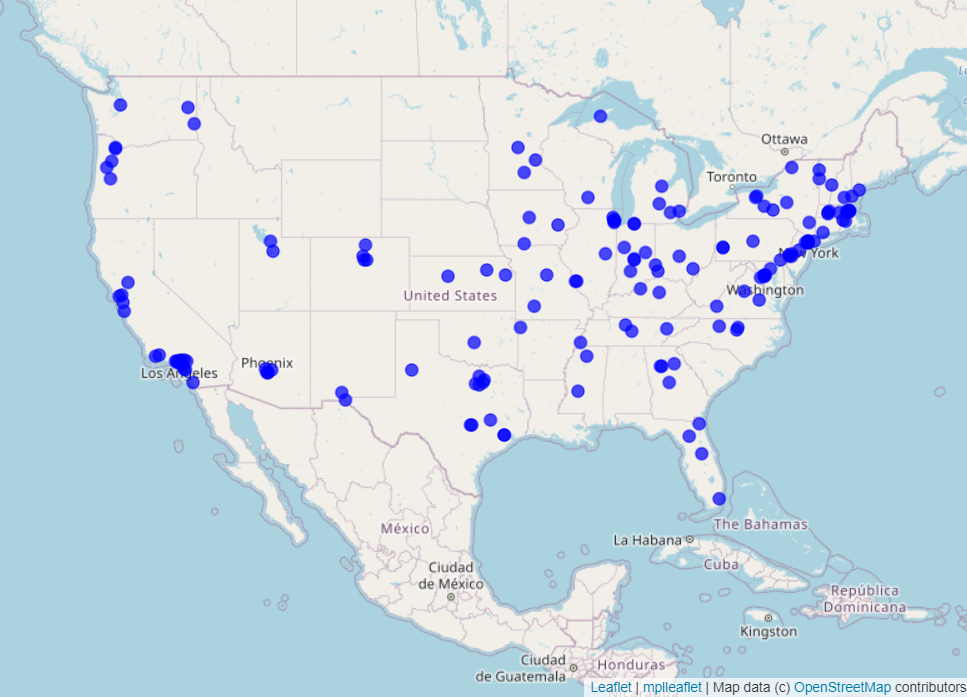 Ottawa
Toronto
New York
Washington
United States
Phoenix
Los Angeles
México
Ciudad
de México
La Habana
The Bahamas
Cuba
República
Dominicana
Kingston
Ciudad
de Guatemala
Honduras
Leaflet | mplleaflet | Map data (c) OpenStreetMap contributors